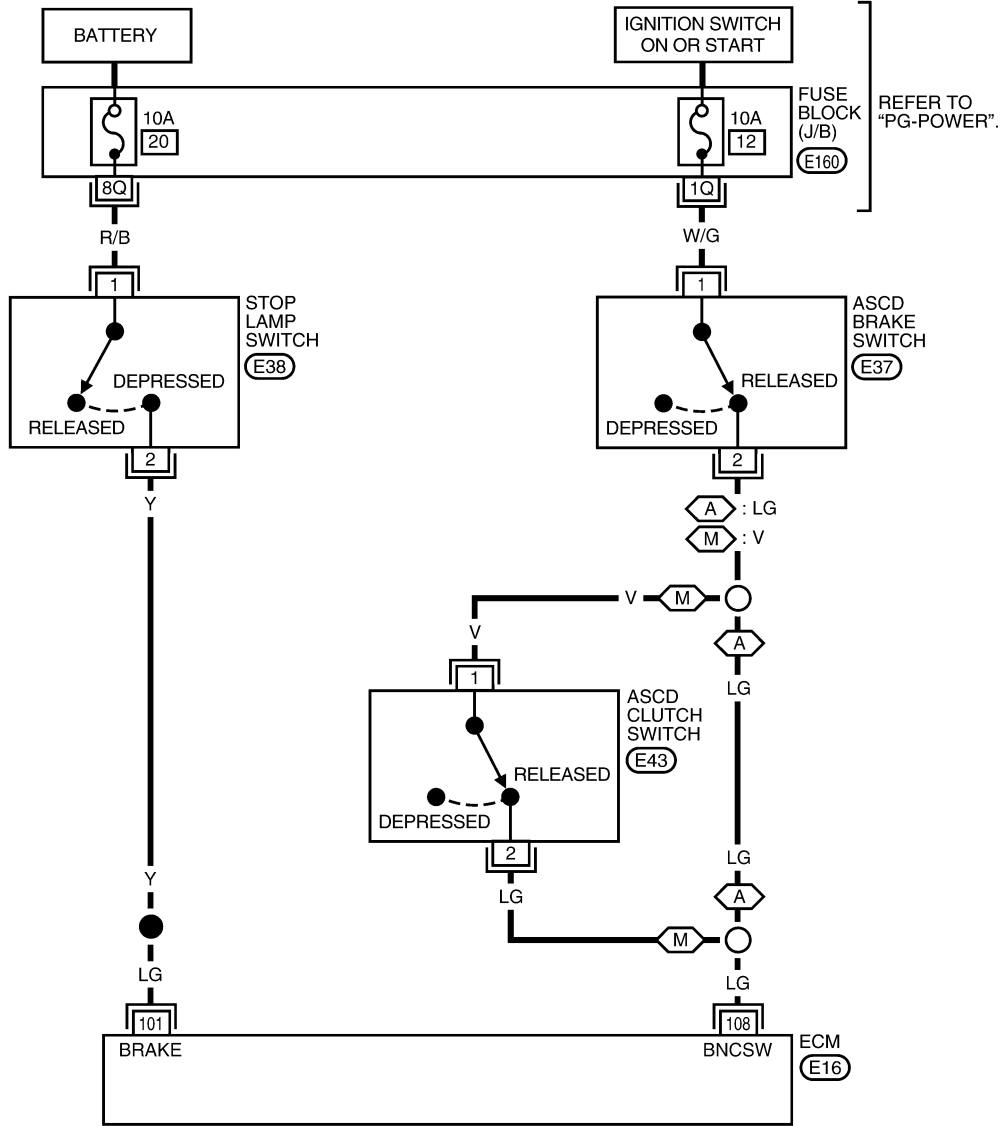 BATTERY
IGNITION SWITCH
ON OR START
10A
20
10A
12
FUSE
BLOCK
(J/B)
E160
REFER TO
"PG-POWER".
8Q
1Q
R/B
W/G
1
1
STOP
LAMP
SWITCH
E38
DEPRESSED
RELEASED
ASCD
BRAKE
SWITCH
E37
RELEASED
DEPRESSED
2
2
Y
A : LG
M : V
V
M
V
A
LG
1
ASCD
CLUTCH
SWITCH
E43
RELEASED
DEPRESSED
2
LG
LG
Y
A
M
LG
LG
101
108
BRAKE
BNCSW
ECM
E16